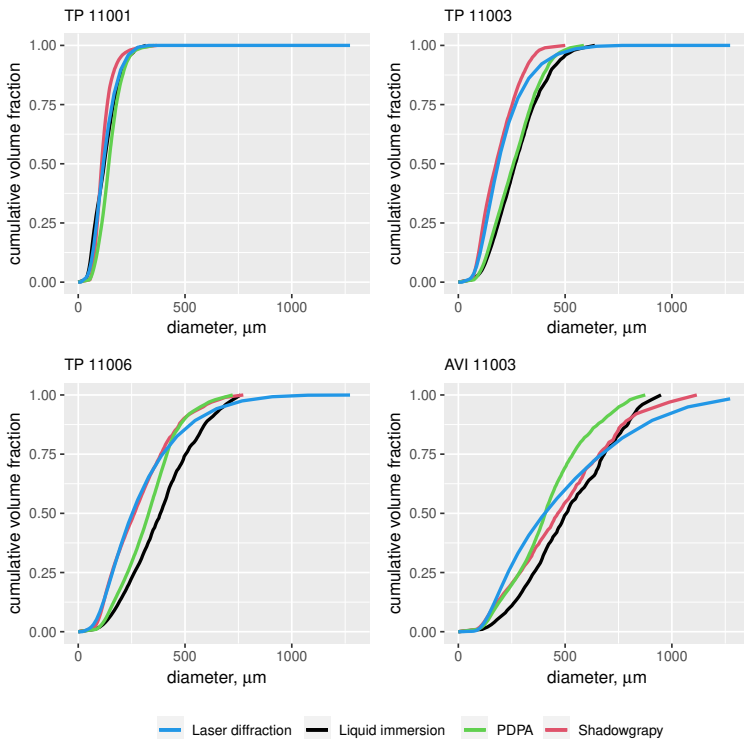 TP 11001
TP 11003
cumulative volume fraction
1.00
0.75
0.50
0.25
0.00
0
500
1000
diameter, μm
cumulative volume fraction
1.00
0.75
0.50
0.25
0.00
0
500
1000
diameter, μm
TP 11006
AVI 11003
cumulative volume fraction
1.00
0.75
0.50
0.25
0.00
0
500
1000
diameter, μm
cumulative volume fraction
1.00
0.75
0.50
0.25
0.00
0
500
1000
diameter, μm
Laser diffraction Liquid immersion PDPA Shadowgrapy